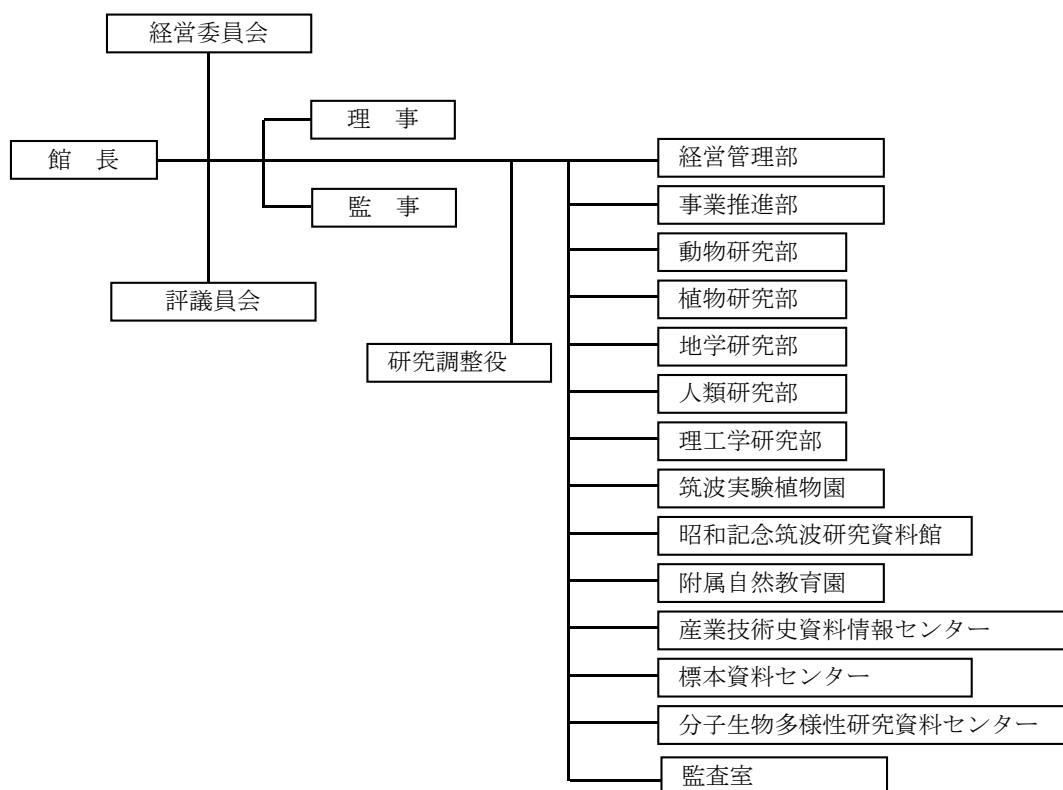 経営委員会
理　事
館　長
経営管理部
事業推進部
監　事
動物研究部
評議員会
植物研究部
地学研究部
研究調整役
人類研究部
理工学研究部
筑波実験植物園
昭和記念筑波研究資料館
附属自然教育園
産業技術史資料情報センター
標本資料センター
分子生物多様性研究資料センター
監査室